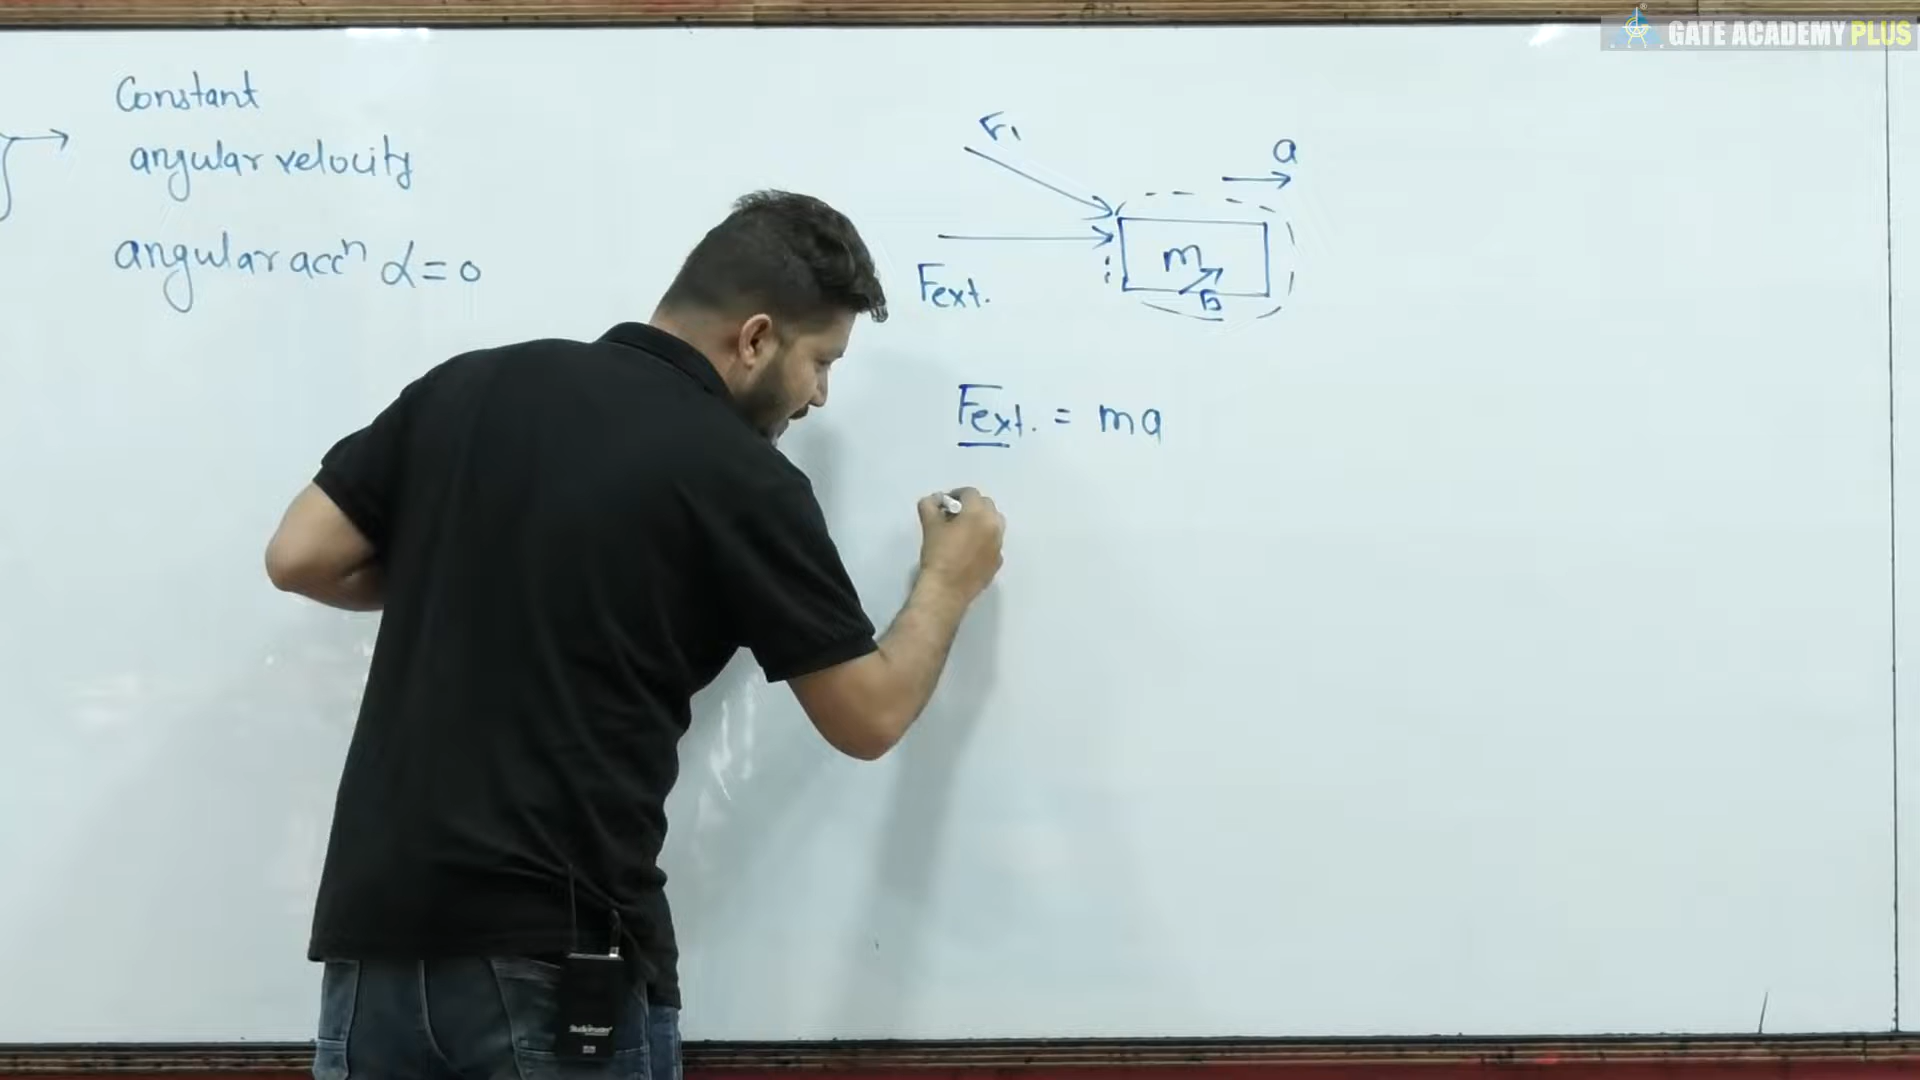 Constant
angular velocity
angular accⁿ α = 0
F₁
a
Fext.
m
Fext. = ma
GATE ACADEMY PLUS